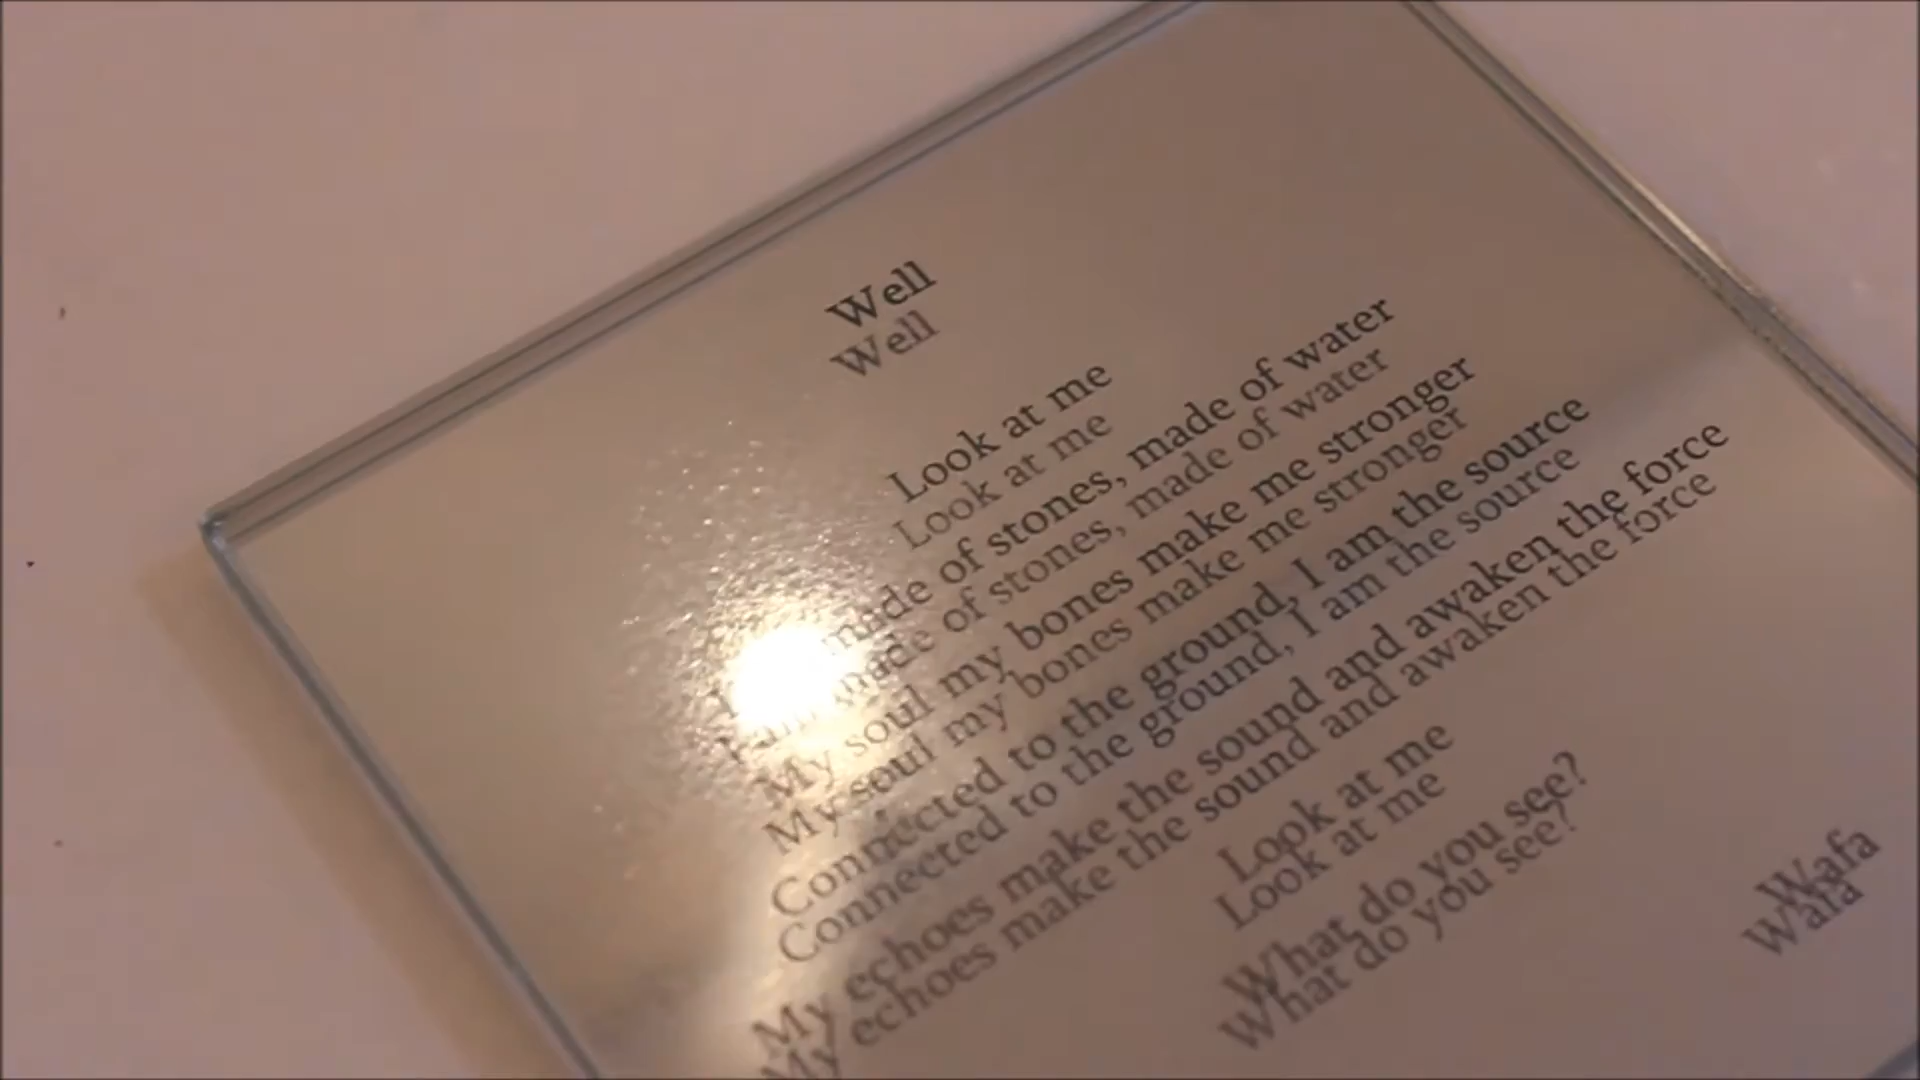 Well
Look at me
I am made of stones, made of water
My soul my bones make me stronger
Connected to the ground, I am the source
My echoes make the sound and awaken the force
Look at me
What do you see?
Wafa